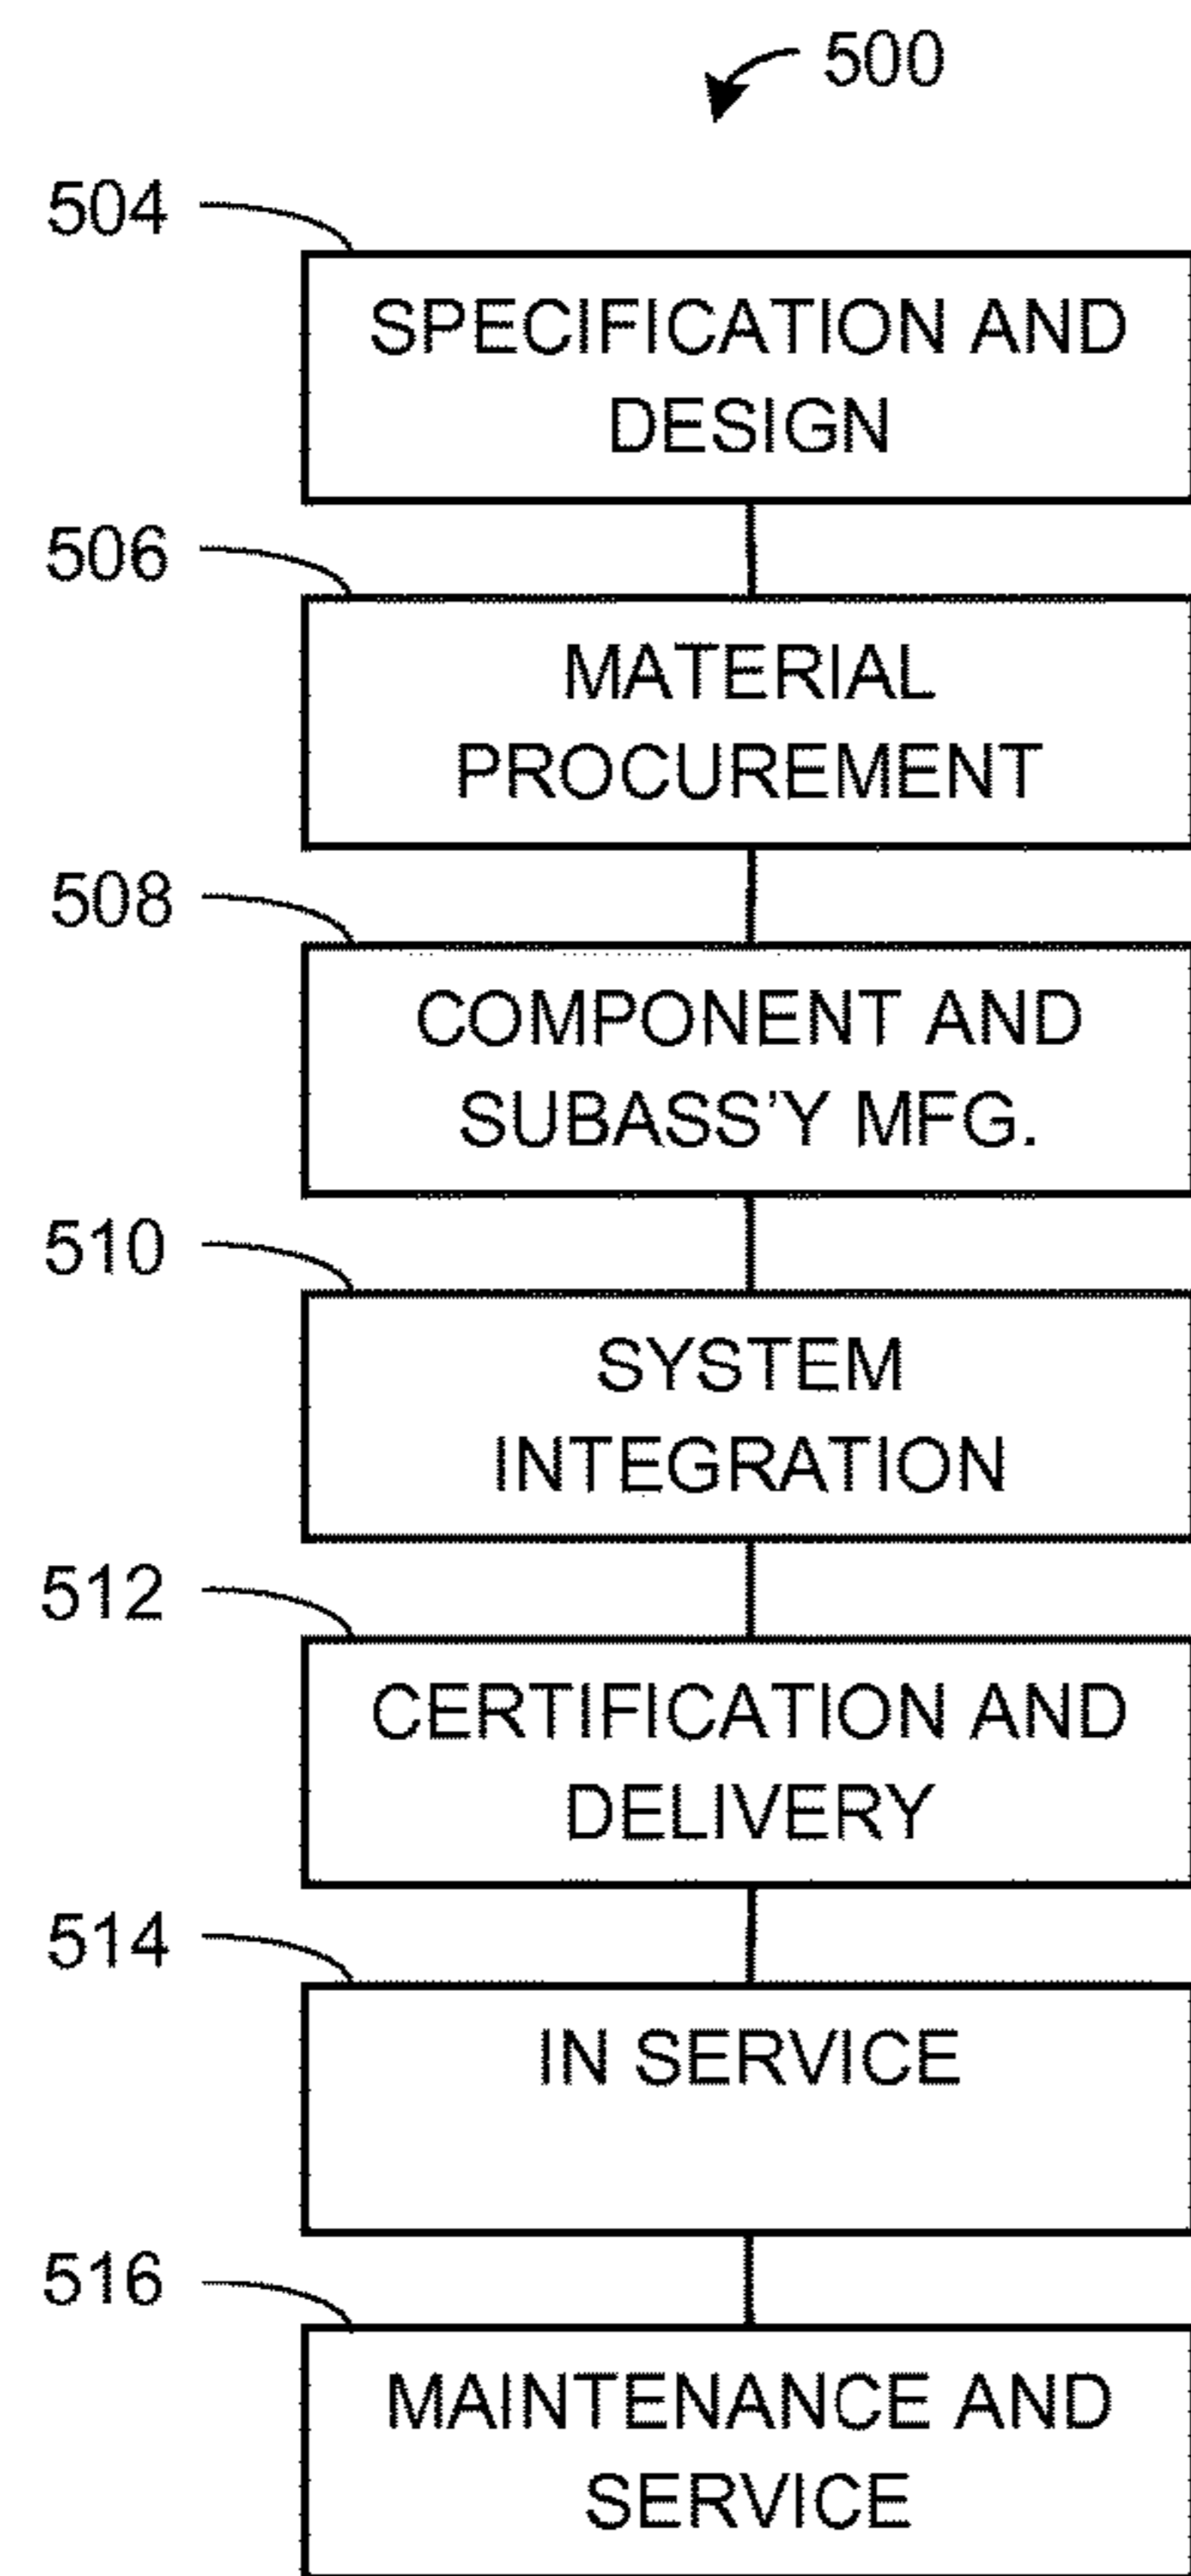 500
504
SPECIFICATION AND
DESIGN
506
MATERIAL
PROCUREMENT
508
COMPONENT AND
SUBASS’Y MFG.
510
SYSTEM
INTEGRATION
512
CERTIFICATION AND
DELIVERY
514
IN SERVICE
516
MAINTENANCE AND
SERVICE